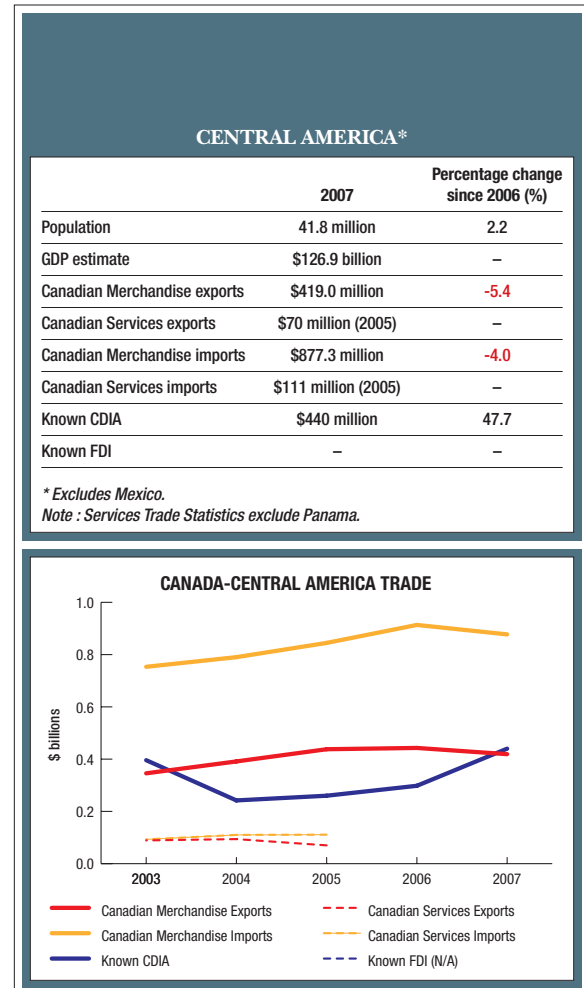 CENTRAL AMERICA*
2007 Percentage change since 2006 (%)
Population 41.8 million 2.2
GDP estimate $126.9 billion –
Canadian Merchandise exports $419.0 million -5.4
Canadian Services exports $70 million (2005) –
Canadian Merchandise imports $877.3 million -4.0
Canadian Services imports $111 million (2005) –
Known CDIA $440 million 47.7
Known FDI – –
* Excludes Mexico.
Note : Services Trade Statistics exclude Panama.
CANADA-CENTRAL AMERICA TRADE
$ billions
1.0
0.8
0.6
0.4
0.2
0.0
2003 2004 2005 2006 2007
Canadian Merchandise Exports Canadian Services Exports
Canadian Merchandise Imports Canadian Services Imports
Known CDIA Known FDI (N/A)